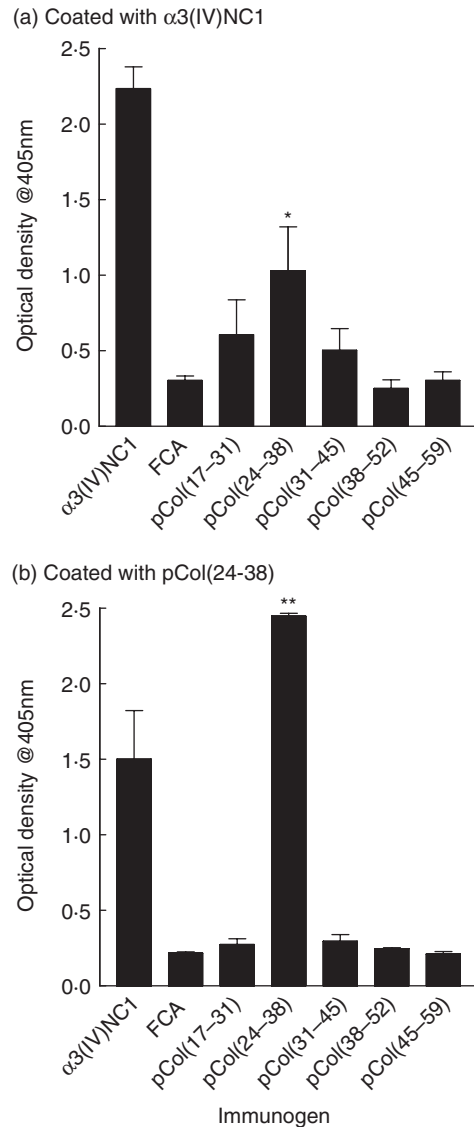 (a) Coated with α3(IV)NC1
Optical density @405nm
2·5
2·0
1·5
1·0
0·5
0·0
*
α3(IV)NC1
FCA
pCol(17–31)
pCol(24–38)
pCol(31–45)
pCol(38–52)
pCol(45–59)
(b) Coated with pCol(24-38)
Optical density @405nm
2·5
2·0
1·5
1·0
0·5
0·0
**
α3(IV)NC1
FCA
pCol(17–31)
pCol(24–38)
pCol(31–45)
pCol(38–52)
pCol(45–59)
Immunogen